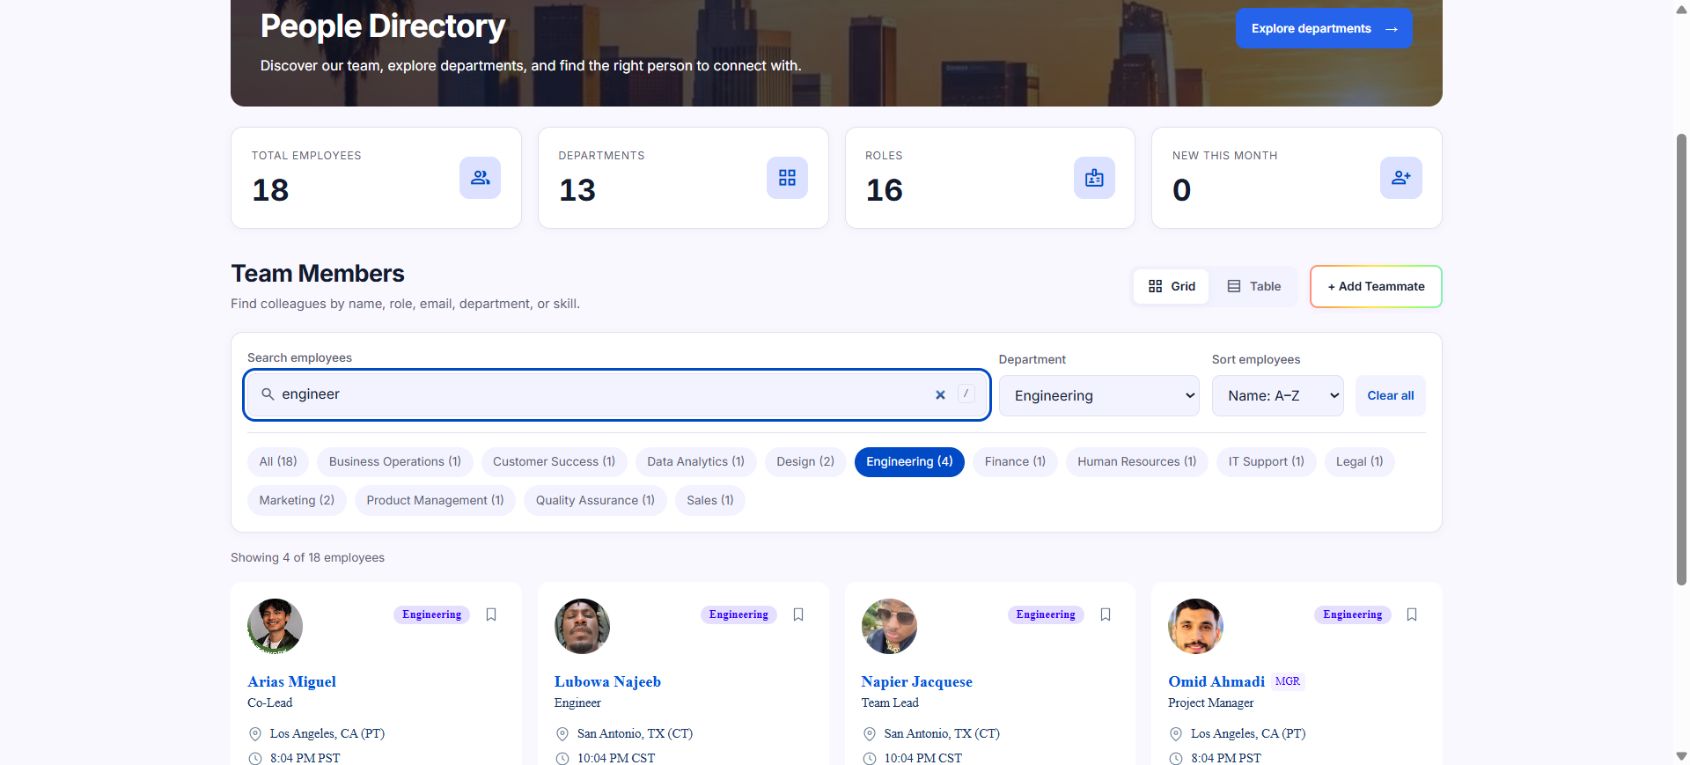 People Directory
Explore departments →
Discover our team, explore departments, and find the right person to connect with.
TOTAL EMPLOYEES
18
DEPARTMENTS
13
ROLES
16
NEW THIS MONTH
0
Team Members
Find colleagues by name, role, email, department, or skill.
Grid
Table
+ Add Teammate
Search employees
Department
Sort employees
engineer
/
Engineering
Name: A–Z
Clear all
All (18)
Business Operations (1)
Customer Success (1)
Data Analytics (1)
Design (2)
Engineering (4)
Finance (1)
Human Resources (1)
IT Support (1)
Legal (1)
Marketing (2)
Product Management (1)
Quality Assurance (1)
Sales (1)
Showing 4 of 18 employees
Engineering
Arias Miguel
Co-Lead
Los Angeles, CA (PT)
8:04 PM PST
Engineering
Lubowa Najeeb
Engineer
San Antonio, TX (CT)
10:04 PM CST
Engineering
Napier Jacquese
Team Lead
San Antonio, TX (CT)
10:04 PM CST
Engineering
Omid Ahmadi MGR
Project Manager
Los Angeles, CA (PT)
8:04 PM PST